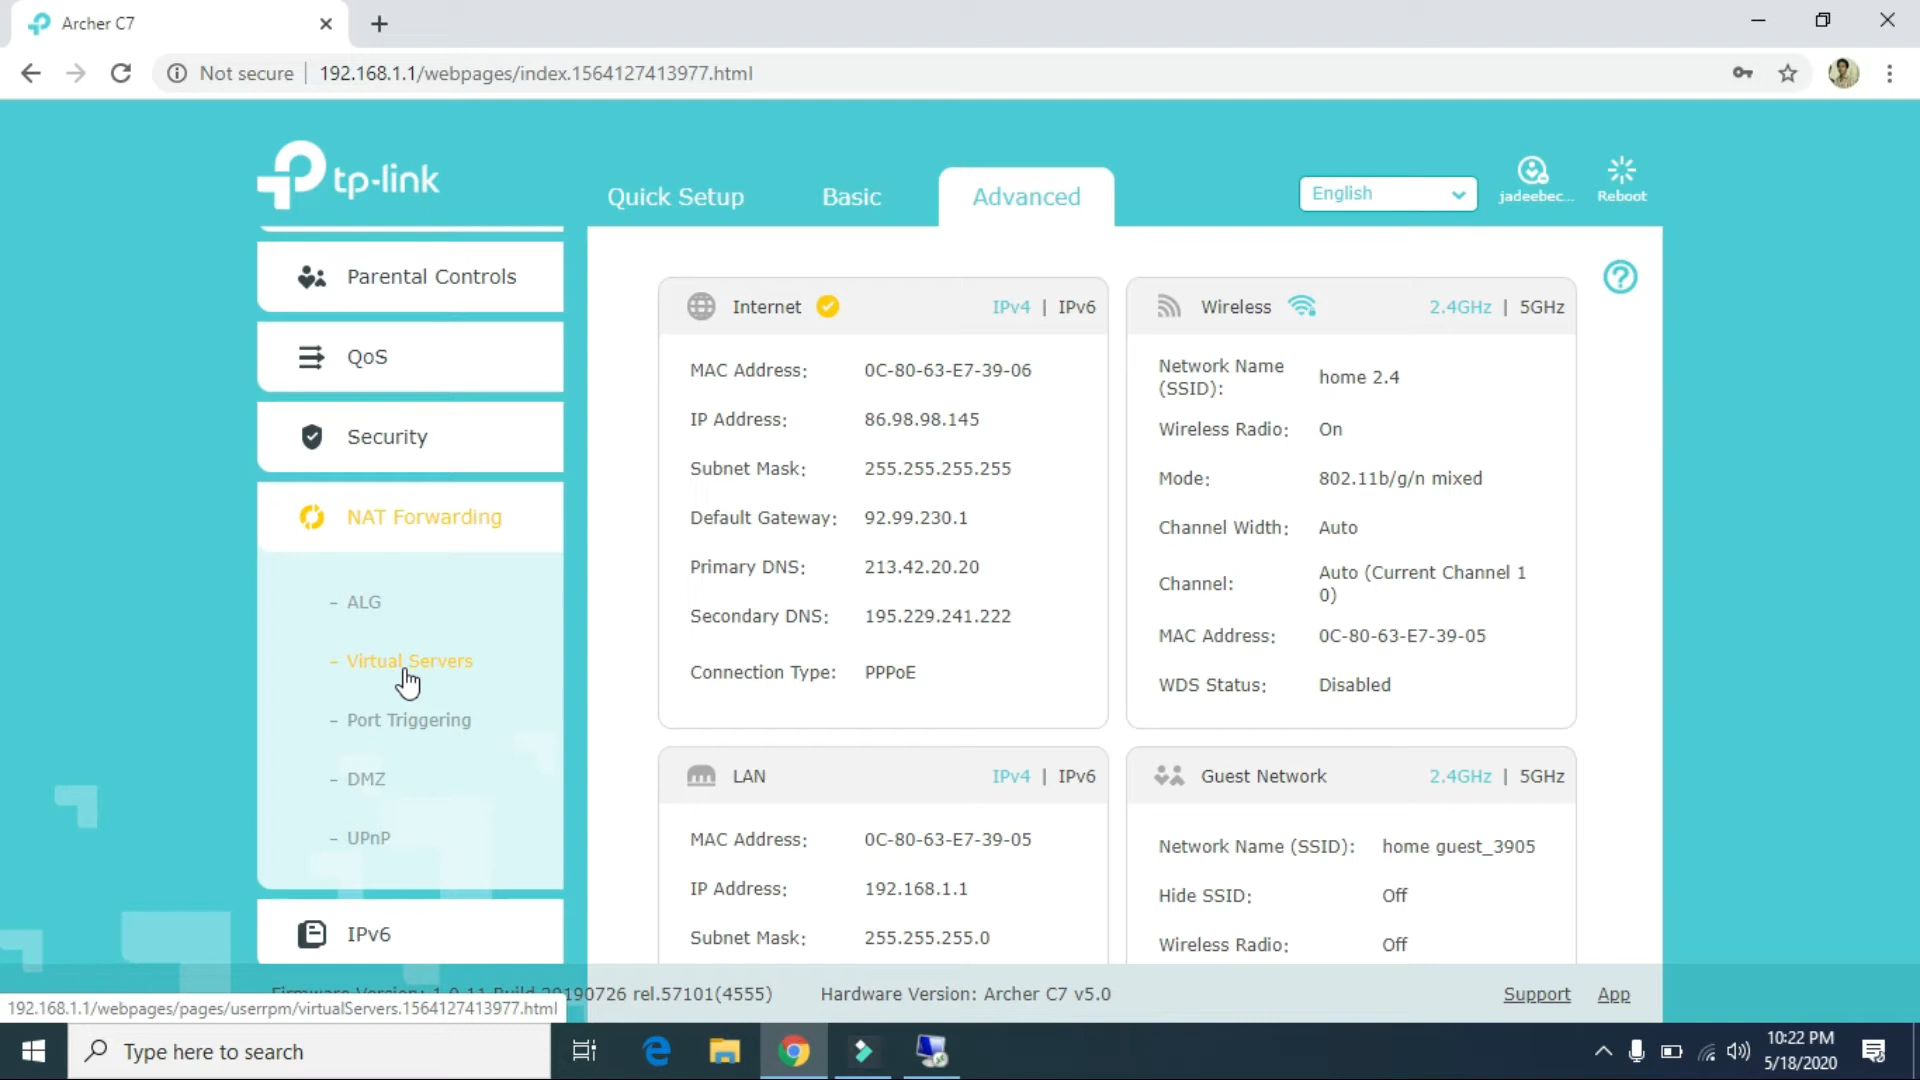 Archer C7
Not secure 192.168.1.1/webpages/index.1564127413977.html
tp-link
Quick Setup
Basic
Advanced
English
jadeebec...
Reboot
Parental Controls
QoS
Security
NAT Forwarding
- ALG
- Virtual Servers
- Port Triggering
- DMZ
- UPnP
IPv6
Internet IPv4 | IPv6
MAC Address: 0C-80-63-E7-39-06
IP Address: 86.98.98.145
Subnet Mask: 255.255.255.255
Default Gateway: 92.99.230.1
Primary DNS: 213.42.20.20
Secondary DNS: 195.229.241.222
Connection Type: PPPoE
Wireless 2.4GHz | 5GHz
Network Name
(SSID): home 2.4
Wireless Radio: On
Mode: 802.11b/g/n mixed
Channel Width: Auto
Channel: Auto (Current Channel 1
0)
MAC Address: 0C-80-63-E7-39-05
WDS Status: Disabled
LAN IPv4 | IPv6
MAC Address: 0C-80-63-E7-39-05
IP Address: 192.168.1.1
Subnet Mask: 255.255.255.0
Guest Network 2.4GHz | 5GHz
Network Name (SSID): home guest_3905
Hide SSID: Off
Wireless Radio: Off
Firmware Version: 1.0.11 Build 20190726 rel.57101(4555) Hardware Version: Archer C7 v5.0 Support App
192.168.1.1/webpages/pages/userrpm/virtualServers.1564127413977.html
Type here to search
10:22 PM
5/18/2020